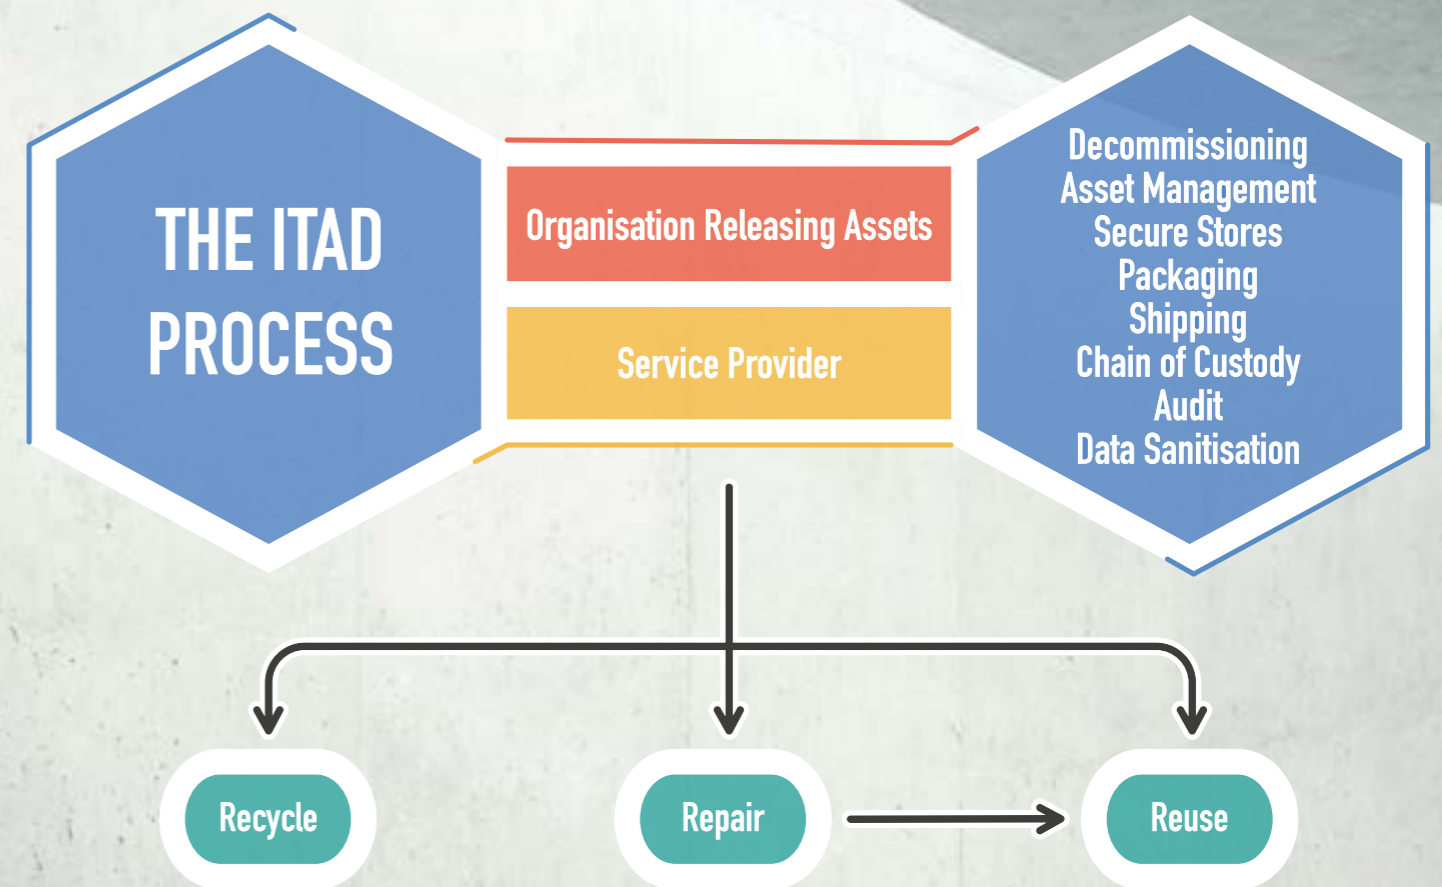 THE ITAD
PROCESS
Organisation Releasing Assets
Service Provider
Decommissioning
Asset Management
Secure Stores
Packaging
Shipping
Chain of Custody
Audit
Data Sanitisation
Recycle
Repair
Reuse